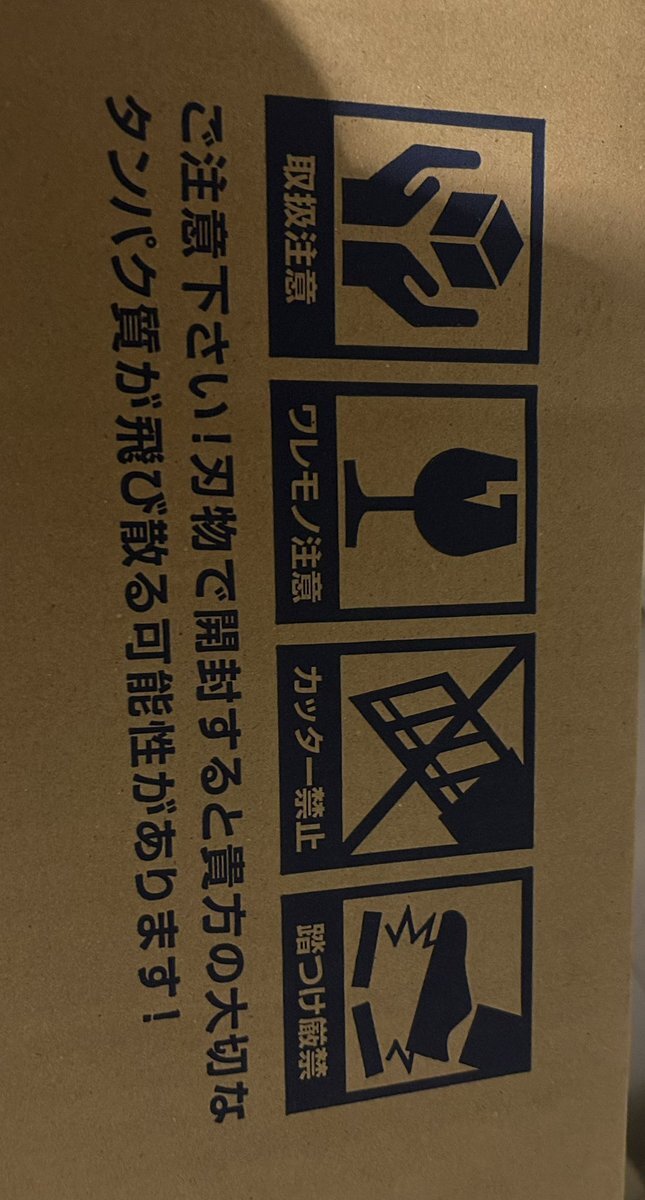 取扱注意
ワレモノ注意
カッター禁止
踏つけ厳禁
ご注意下さい!刃物で開封すると貴方の大切な
タンパク質が飛び散る可能性があります!